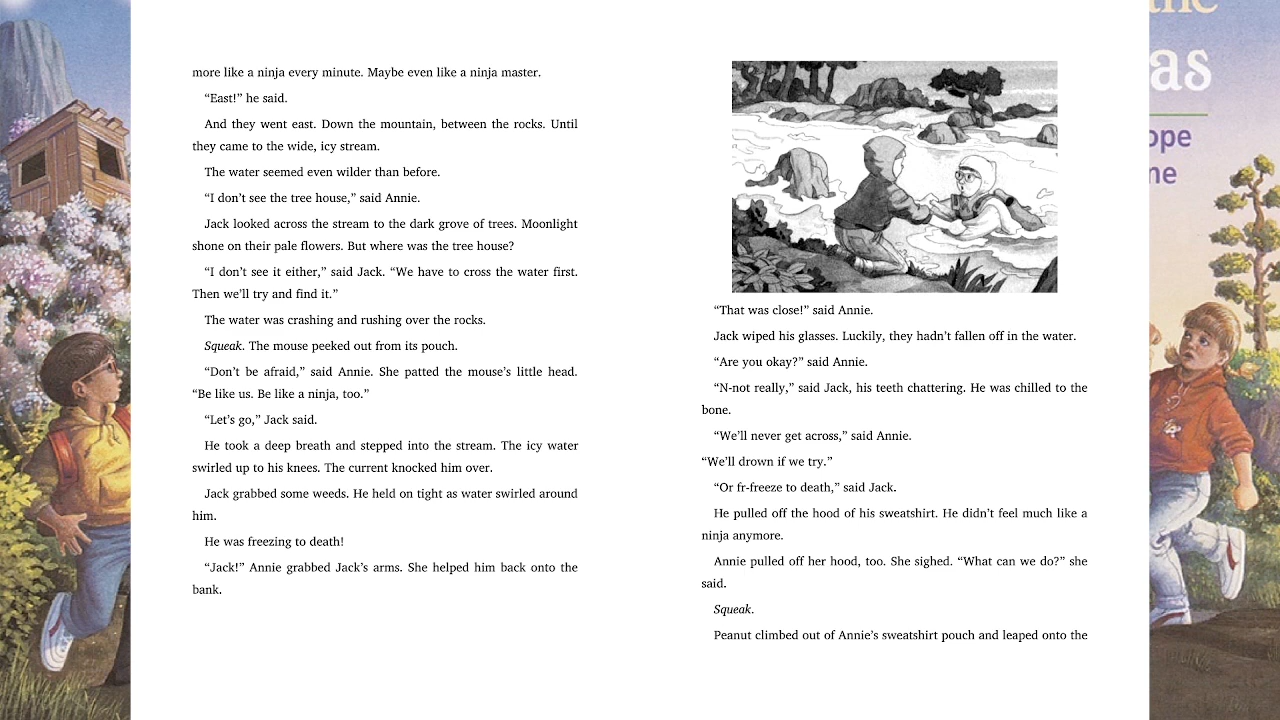 more like a ninja every minute. Maybe even like a ninja master.
“East!” he said.
And they went east. Down the mountain, between the rocks. Until
they came to the wide, icy stream.
The water seemed even wilder than before.
“I don’t see the tree house,” said Annie.
Jack looked across the stream to the dark grove of trees. Moonlight
shone on their pale flowers. But where was the tree house?
“I don’t see it either,” said Jack. “We have to cross the water first.
Then we’ll try and find it.”
The water was crashing and rushing over the rocks.
Squeak. The mouse peeked out from its pouch.
“Don’t be afraid,” said Annie. She patted the mouse’s little head.
“Be like us. Be like a ninja, too.”
“Let’s go,” Jack said.
He took a deep breath and stepped into the stream. The icy water
swirled up to his knees. The current knocked him over.
Jack grabbed some weeds. He held on tight as water swirled around
him.
He was freezing to death!
“Jack!” Annie grabbed Jack’s arms. She helped him back onto the
bank.
“That was close!” said Annie.
Jack wiped his glasses. Luckily, they hadn’t fallen off in the water.
“Are you okay?” said Annie.
“N-not really,” said Jack, his teeth chattering. He was chilled to the
bone.
“We’ll never get across,” said Annie.
“We’ll drown if we try.”
“Or fr-freeze to death,” said Jack.
He pulled off the hood of his sweatshirt. He didn’t feel much like a
ninja anymore.
Annie pulled off her hood, too. She sighed. “What can we do?” she
said.
Squeak.
Peanut climbed out of Annie’s sweatshirt pouch and leaped onto the
the
as
ope
ne